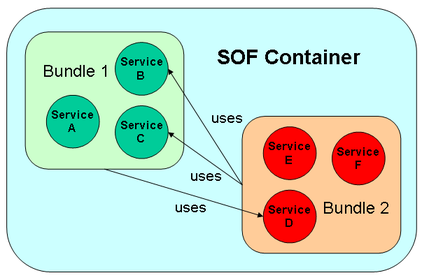 SOF Container
Bundle 1
Service
B
Service
A
Service
C
uses
uses
uses
Service
E
Service
F
Service
D
Bundle 2